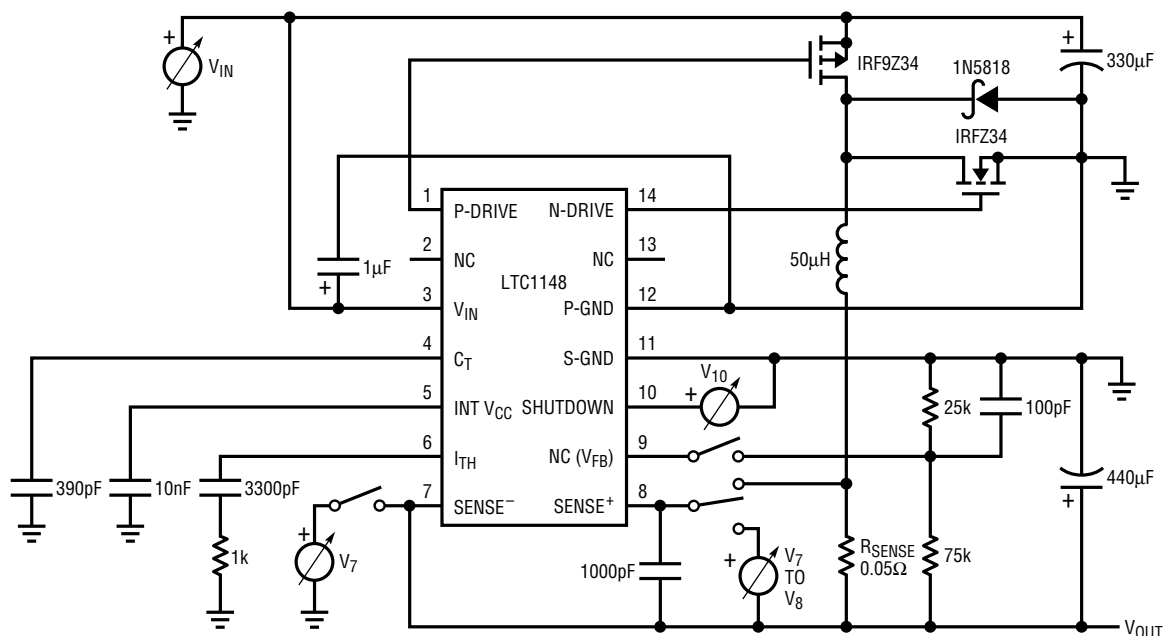 +
V_IN
IRF9Z34
1N5818
+
330µF
IRFZ34
1
P-DRIVE
N-DRIVE
14
2
NC
NC
13
1µF
+
LTC1148
50µH
3
V_IN
P-GND
12
4
C_T
S-GND
11
5
INT V_CC
SHUTDOWN
10
+
V_10
25k
100pF
6
I_TH
NC (V_FB)
9
390pF
10nF
3300pF
7
SENSE⁻
SENSE⁺
8
440µF
+
1k
+
V_7
1000pF
+
V_7
TO
V_8
R_SENSE
0.05Ω
75k
V_OUT